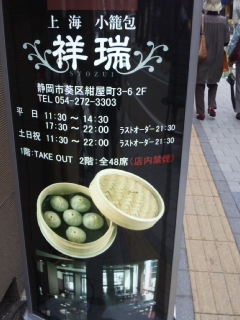 上海 小籠包
祥瑞
SYOZUI
静岡市葵区紺屋町3-6 2F
TEL 054-272-3303
平 日 11:30 〜 14:30
17:30 〜 22:00 ラストオーダー 21:30
土日祝 11:30 〜 22:00 ラストオーダー 21:30
1階:TAKE OUT 2階:全48席 (店内禁煙)